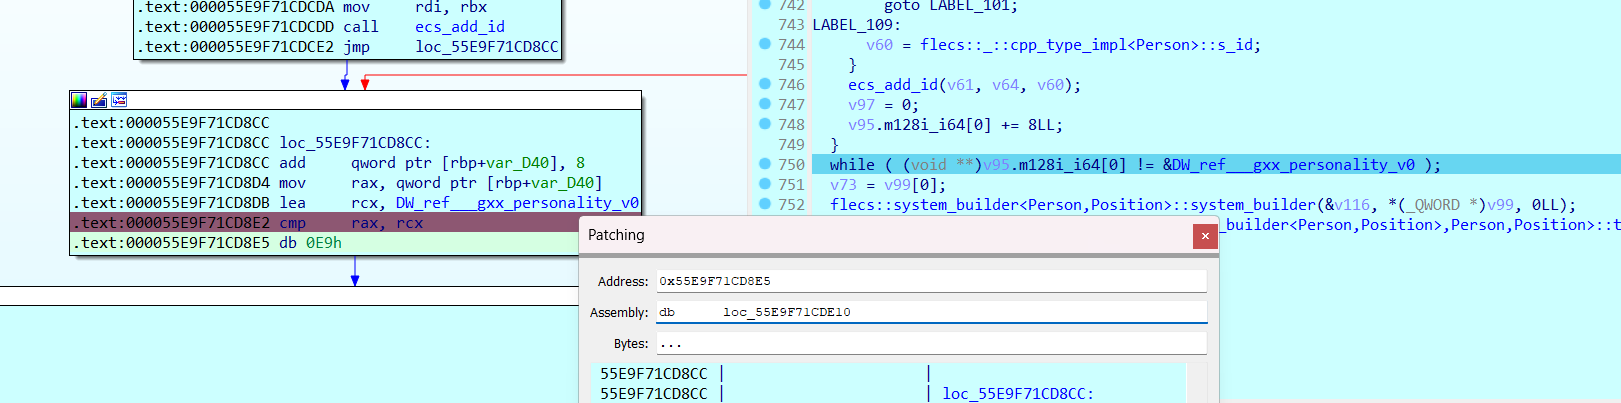 .text:000055E9F71CDCDA mov     rdi, rbx
.text:000055E9F71CDCDD call    ecs_add_id
.text:000055E9F71CDCE2 jmp     loc_55E9F71CD8CC
.text:000055E9F71CD8CC
.text:000055E9F71CD8CC loc_55E9F71CD8CC:
.text:000055E9F71CD8CC add     qword ptr [rbp+var_D40], 8
.text:000055E9F71CD8D4 mov     rax, qword ptr [rbp+var_D40]
.text:000055E9F71CD8DB lea     rcx, DW_ref___gxx_personality_v0
.text:000055E9F71CD8E2 cmp     rax, rcx
.text:000055E9F71CD8E5 db 0E9h
742 goto LABEL_101;
743 LABEL_109:
744 v60 = flecs::_::cpp_type_impl<Person>::s_id;
745 }
746 ecs_add_id(v61, v64, v60);
747 v97 = 0;
748 v95.m128i_i64[0] += 8LL;
749 }
750 while ( (void **)v95.m128i_i64[0] != &DW_ref___gxx_personality_v0 );
751 v73 = v99[0];
752 flecs::system_builder<Person,Position>::system_builder(&v116, *(_QWORD *)v99, 0LL);
_builder<Person,Position>,Person,Position>::t
Patching
×
Address: 0x55E9F71CD8E5
Assembly: db      loc_55E9F71CDE10
Bytes: ...
55E9F71CD8CC |                         |
55E9F71CD8CC |                         | loc_55E9F71CD8CC: